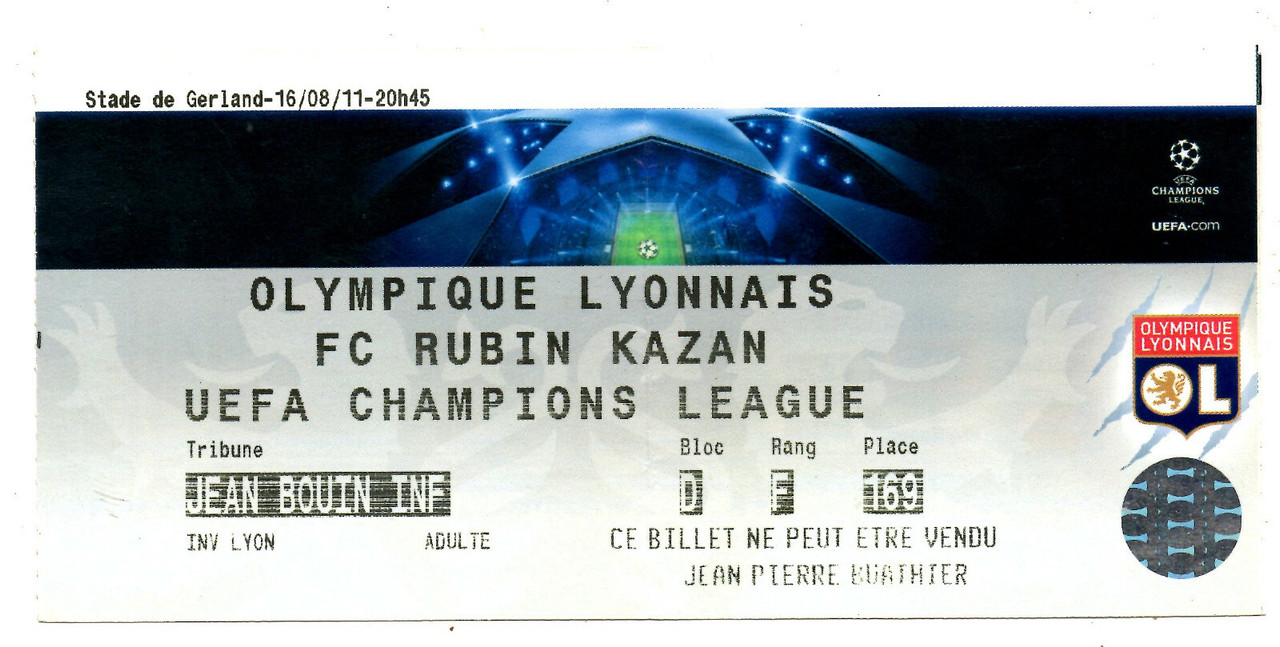 Stade de Gerland-16/08/11-20h45
UEFA
CHAMPIONS
LEAGUE
UEFA.com
OLYMPIQUE LYONNAIS
FC RUBIN KAZAN
UEFA CHAMPIONS LEAGUE
OLYMPIQUE
LYONNAIS
OL
Tribune Bloc Rang Place
JEAN BOUIN INF D F 169
INV LYON ADULTE CE BILLET NE PEUT ETRE VENDU
JEAN PIERRE